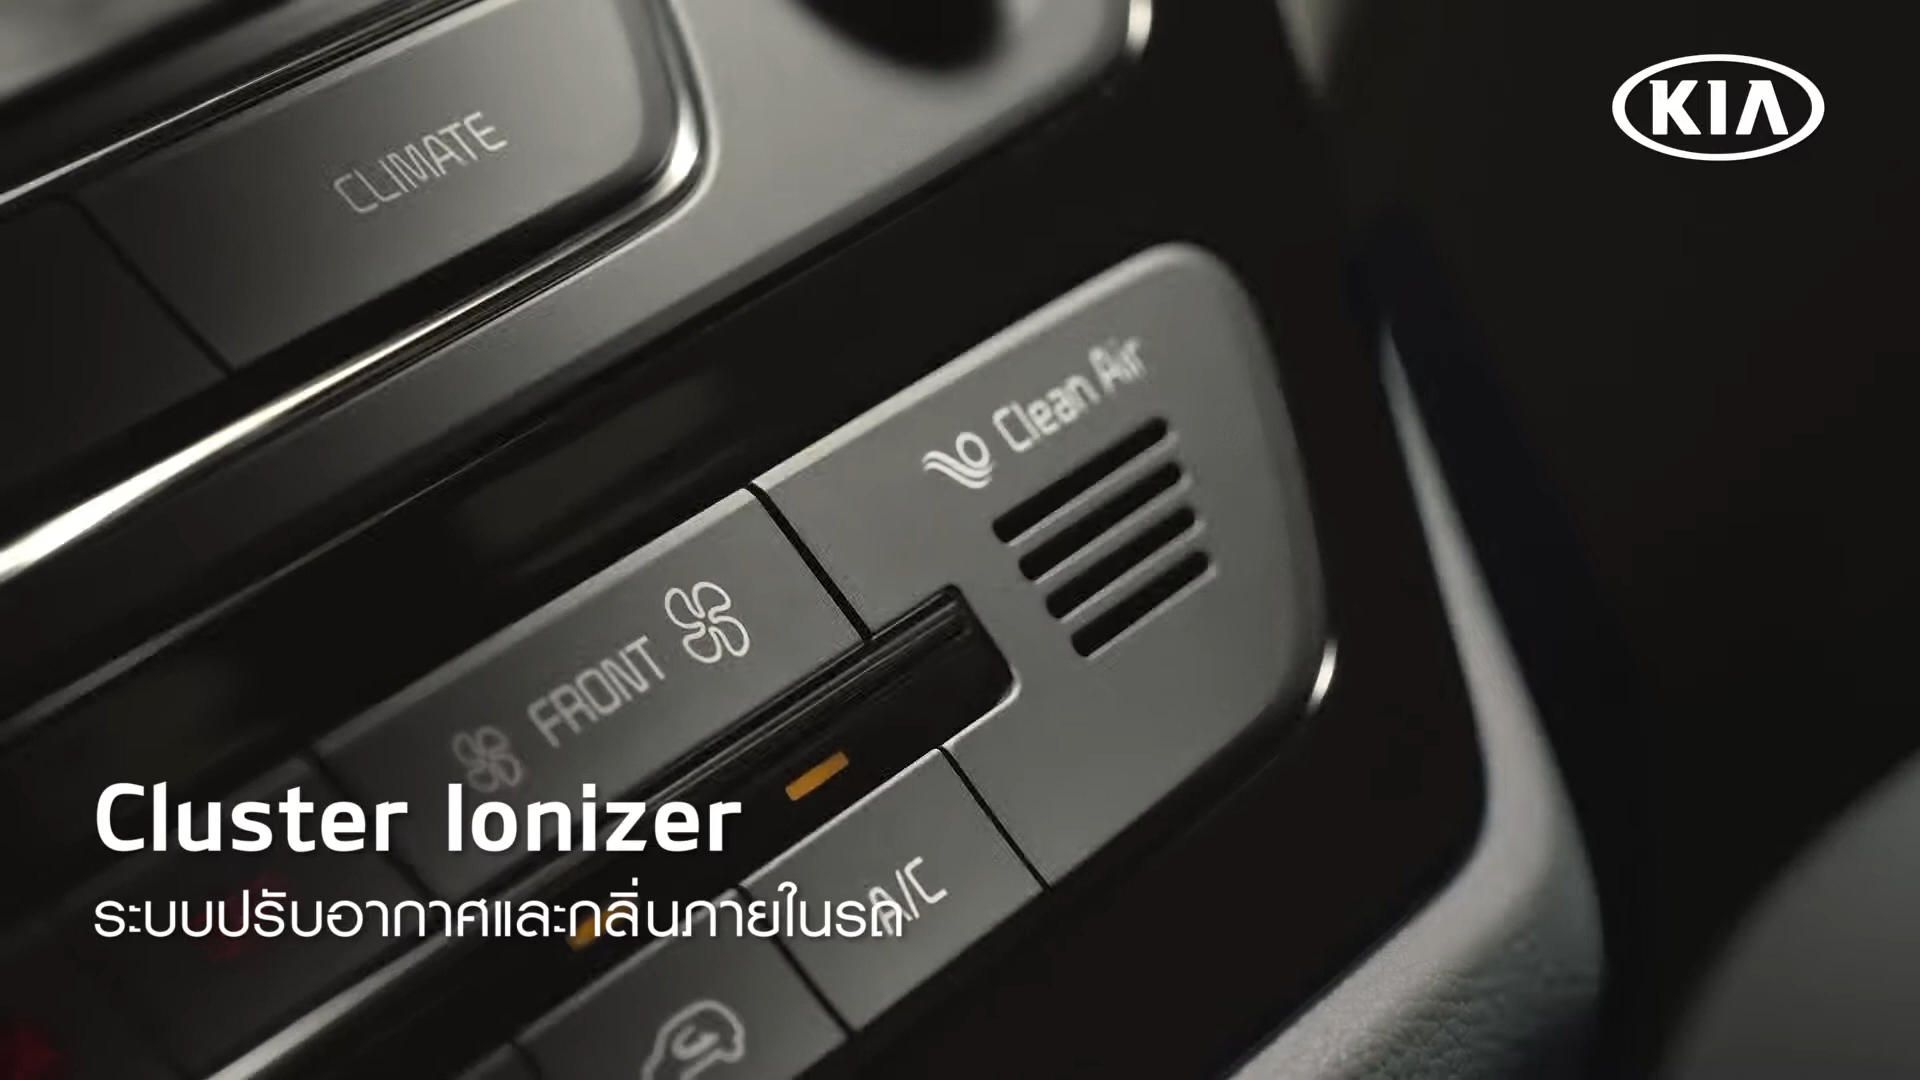 KIA
CLIMATE
Clean Air
FRONT
Cluster Ionizer
ระบบปรับอากาศและกลิ่นภายในรถ
A/C